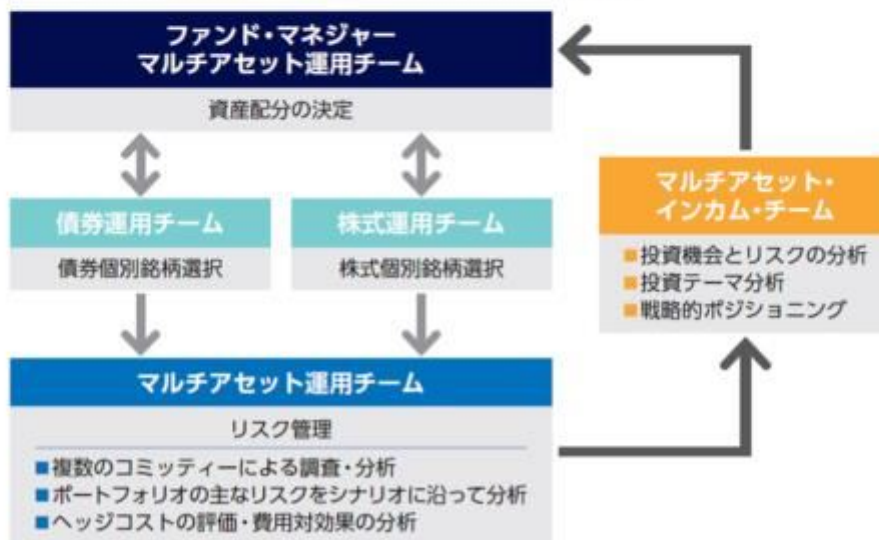 ファンド・マネジャー
マルチアセット運用チーム
資産配分の決定
債券運用チーム
債券個別銘柄選択
株式運用チーム
株式個別銘柄選択
マルチアセット・
インカム・チーム
■投資機会とリスクの分析
■投資テーマ分析
■戦略的ポジショニング
マルチアセット運用チーム
リスク管理
■複数のコミッティーによる調査・分析
■ポートフォリオの主なリスクをシナリオに沿って分析
■ヘッジコストの評価・費用対効果の分析